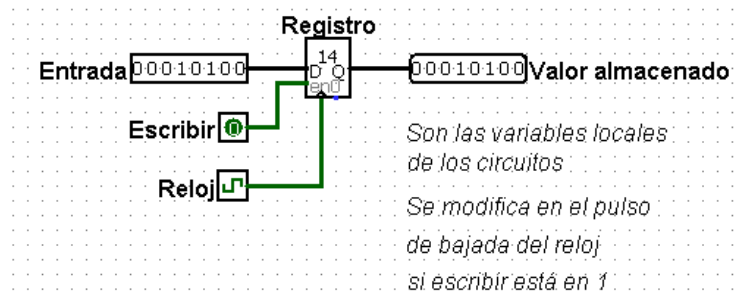 Registro
Entrada 00010100 14 D Q en0 00010100 Valor almacenado
Escribir 0
Son las variables locales
de los circuitos
Reloj
Se modifica en el pulso
de bajada del reloj
si escribir está en 1